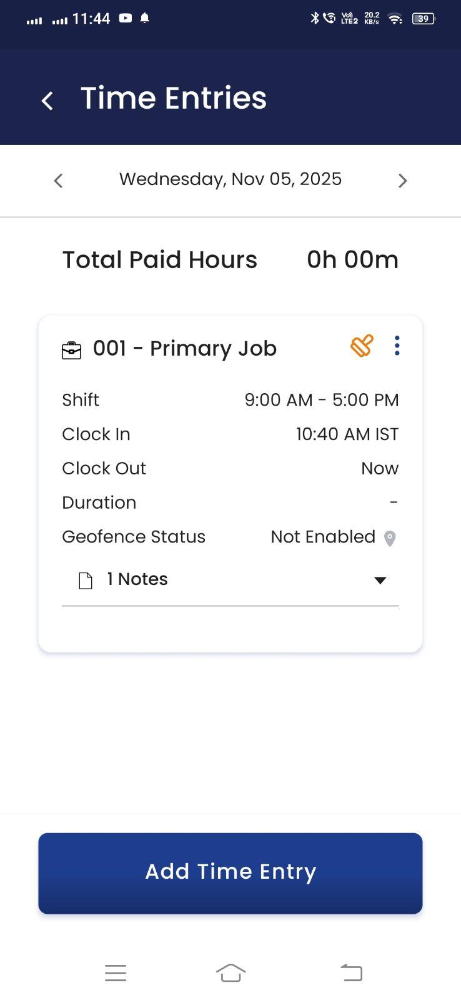 11:44 Vo) LTE2 20.2 KB/s 39
Time Entries
Wednesday, Nov 05, 2025
Total Paid Hours 0h 00m
001 - Primary Job
Shift 9:00 AM - 5:00 PM
Clock In 10:40 AM IST
Clock Out Now
Duration -
Geofence Status Not Enabled
1 Notes
Add Time Entry